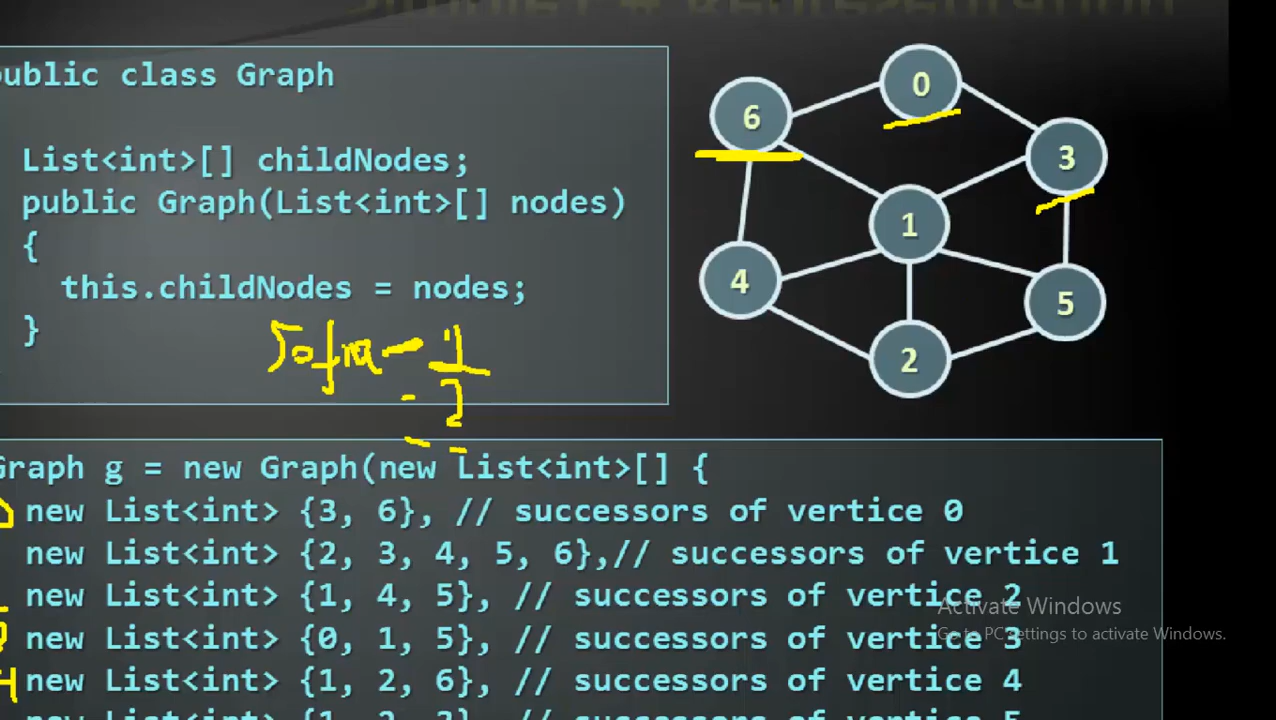 public class Graph
List<int>[] childNodes;
public Graph(List<int>[] nodes)
{
this.childNodes = nodes;
}
Sofia - 1
2
0
6
3
1
4
5
2
Graph g = new Graph(new List<int>[] {
new List<int> {3, 6}, // successors of vertice 0
new List<int> {2, 3, 4, 5, 6},// successors of vertice 1
new List<int> {1, 4, 5}, // successors of vertice 2
new List<int> {0, 1, 5}, // successors of vertice 3
4 new List<int> {1, 2, 6}, // successors of vertice 4
Activate Windows
Go to PC settings to activate Windows.